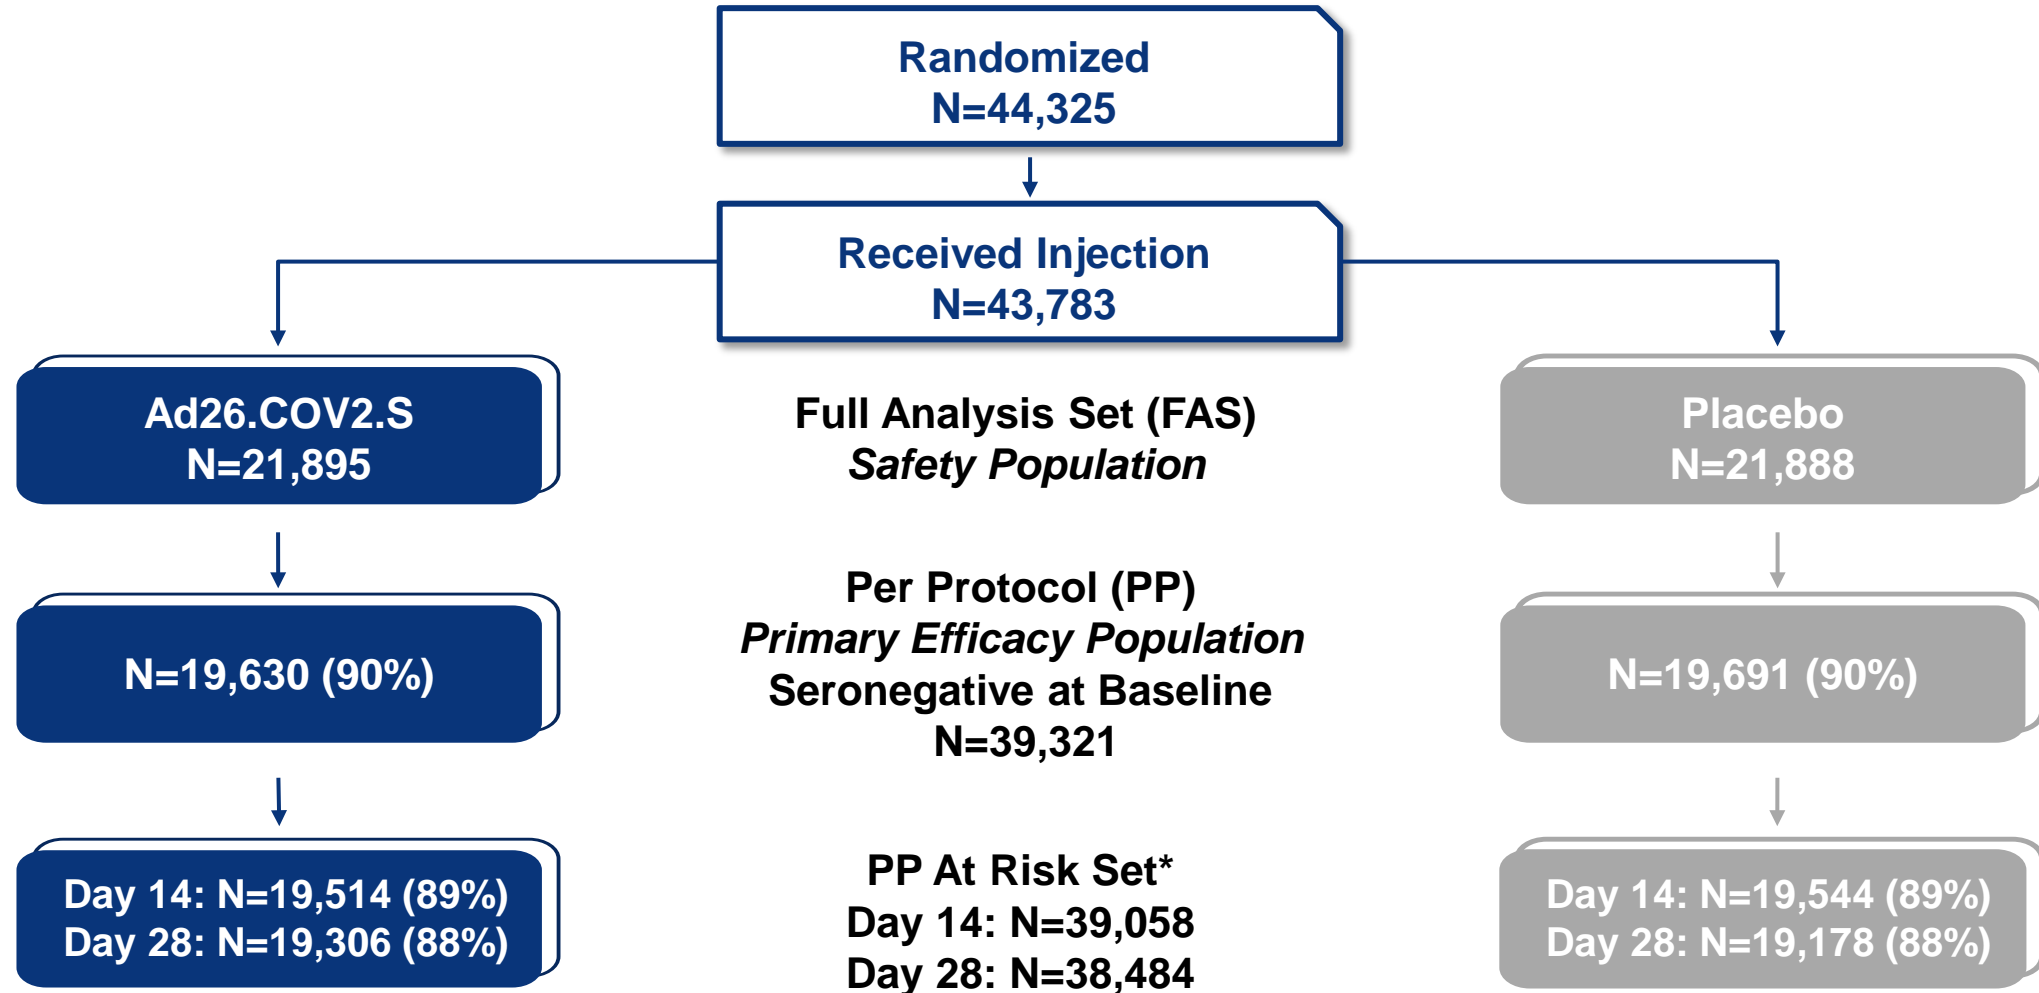 Randomized
N=44,325
Received Injection
N=43,783
Ad26.COV2.S
N=21,895
Full Analysis Set (FAS)
Safety Population
Placebo
N=21,888
N=19,630 (90%)
Per Protocol (PP)
Primary Efficacy Population
Seronegative at Baseline
N=39,321
N=19,691 (90%)
Day 14: N=19,514 (89%)
Day 28: N=19,306 (88%)
PP At Risk Set*
Day 14: N=39,058
Day 28: N=38,484
Day 14: N=19,544 (89%)
Day 28: N=19,178 (88%)